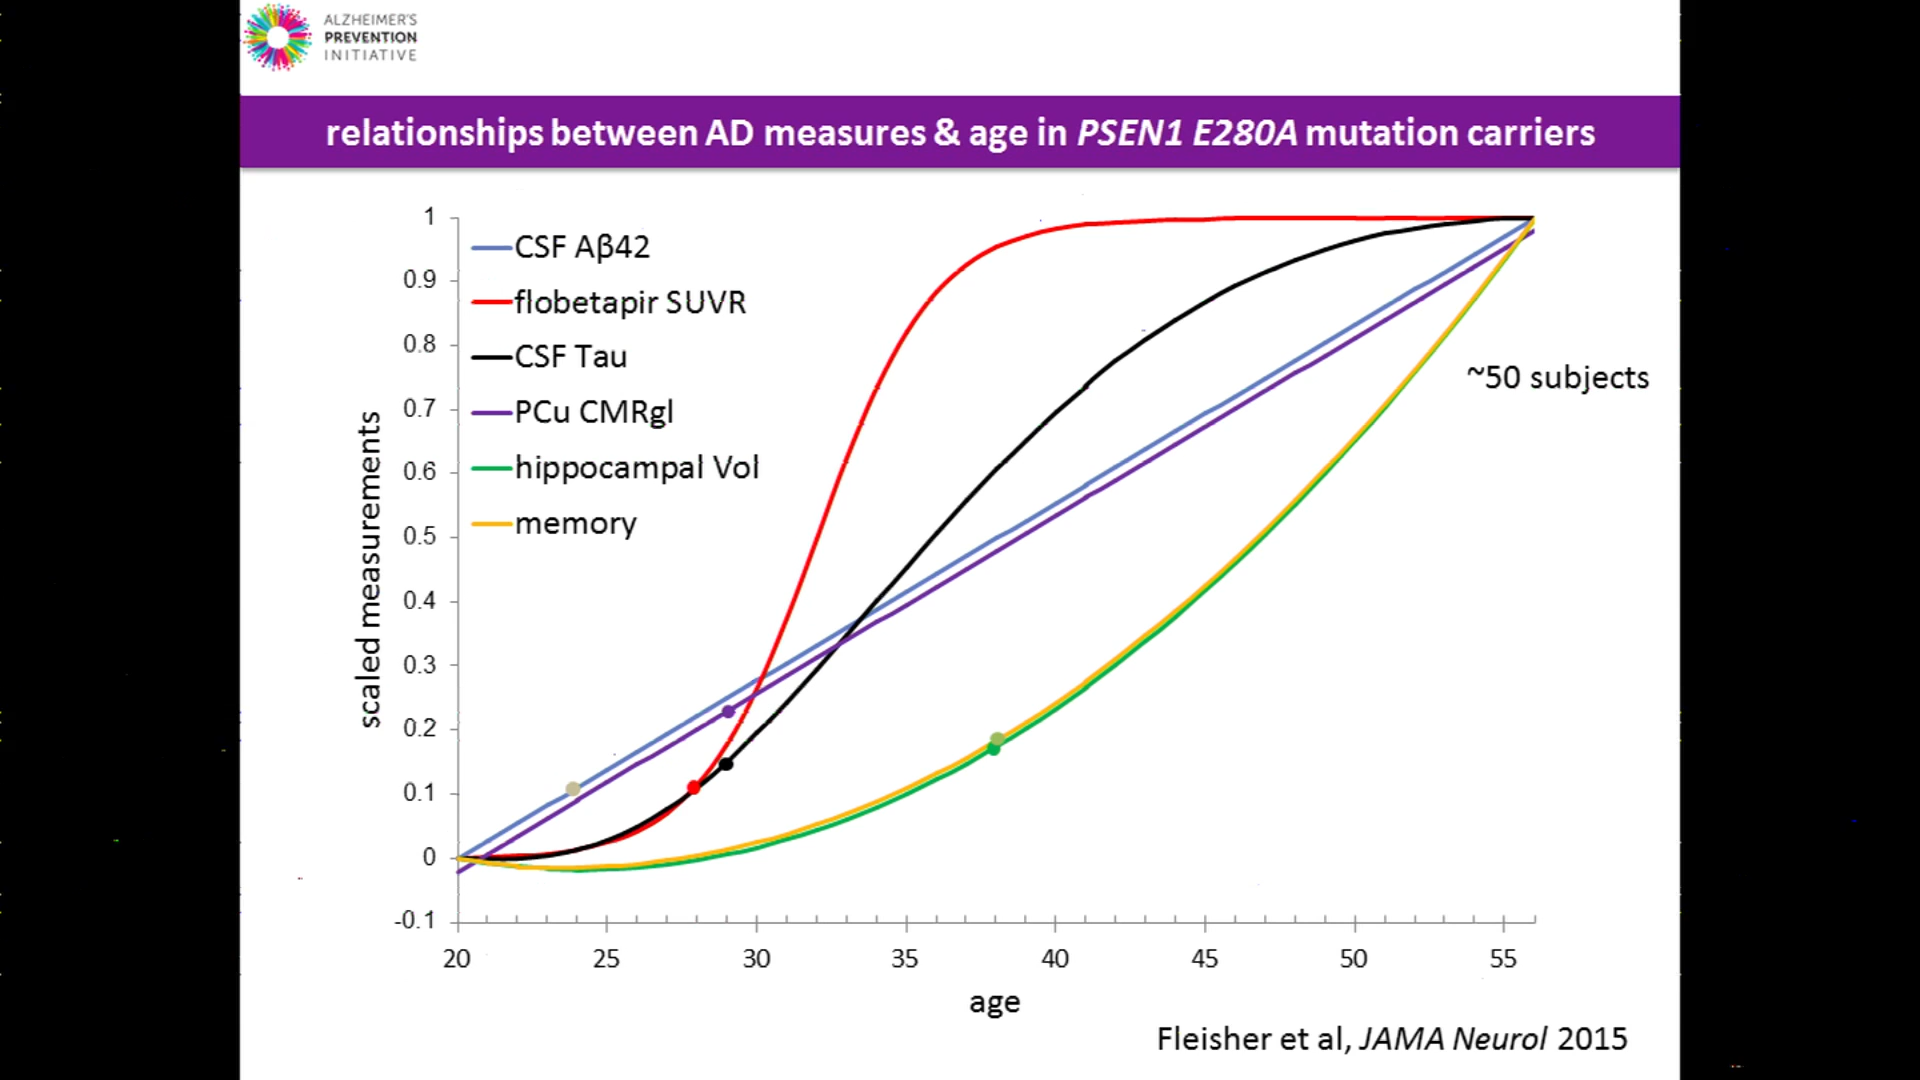 ALZHEIMER'S
PREVENTION
INITIATIVE
relationships between AD measures & age in PSEN1 E280A mutation carriers
1
0.9
0.8
0.7
0.6
0.5
0.4
0.3
0.2
0.1
0
-0.1
scaled measurements
CSF Aβ42
flobetapir SUVR
CSF Tau
PCu CMRgl
hippocampal Vol
memory
~50 subjects
20 25 30 35 40 45 50 55
age
Fleisher et al, JAMA Neurol 2015